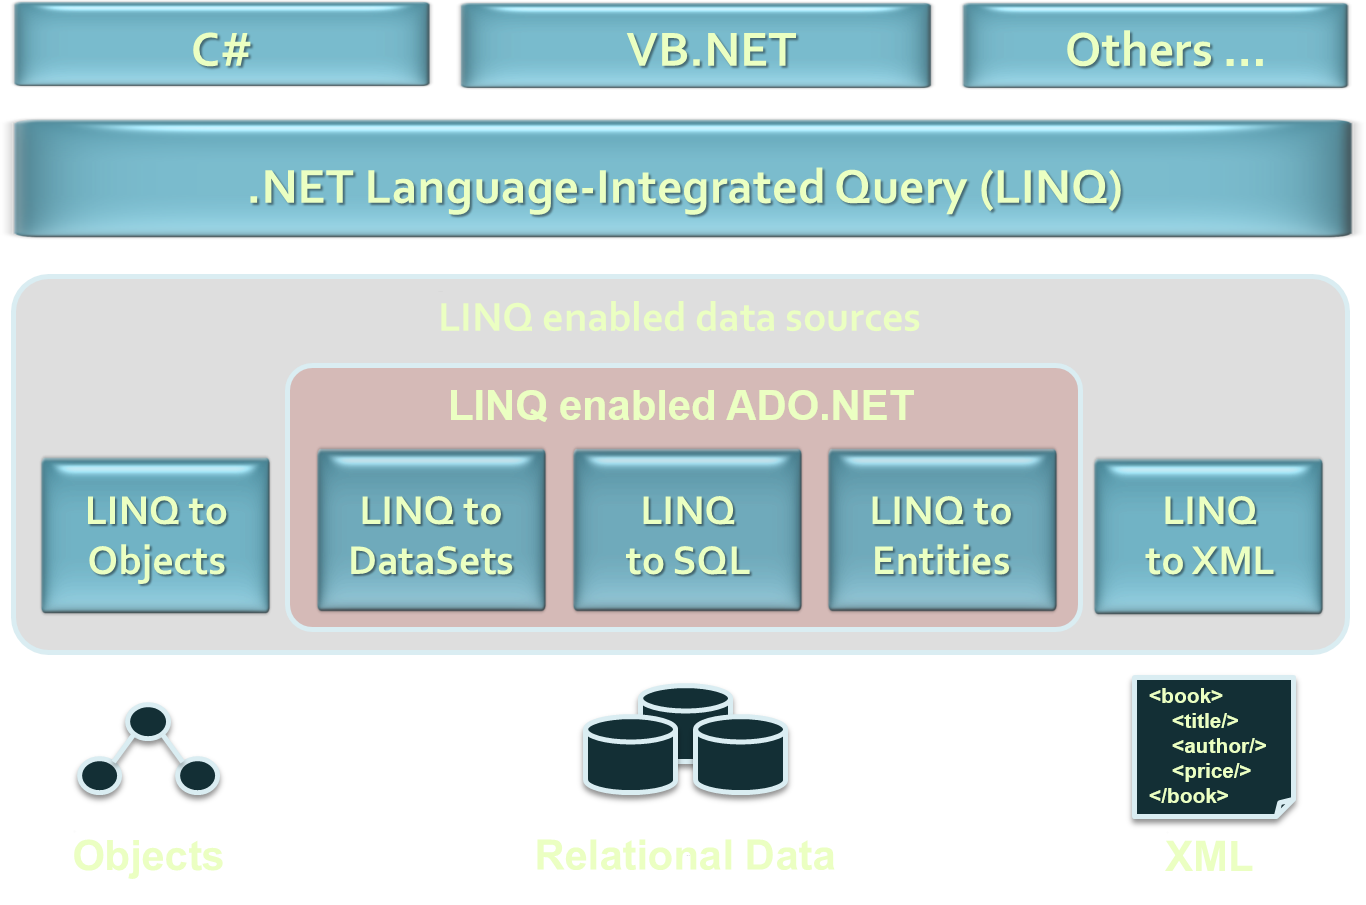 C#
VB.NET
Others ...
.NET Language-Integrated Query (LINQ)
LINQ enabled data sources
LINQ enabled ADO.NET
LINQ to
Objects
LINQ to
DataSets
LINQ
to SQL
LINQ to
Entities
LINQ
to XML
<book>
<title/>
<author/>
<price/>
</book>
Objects
Relational Data
XML